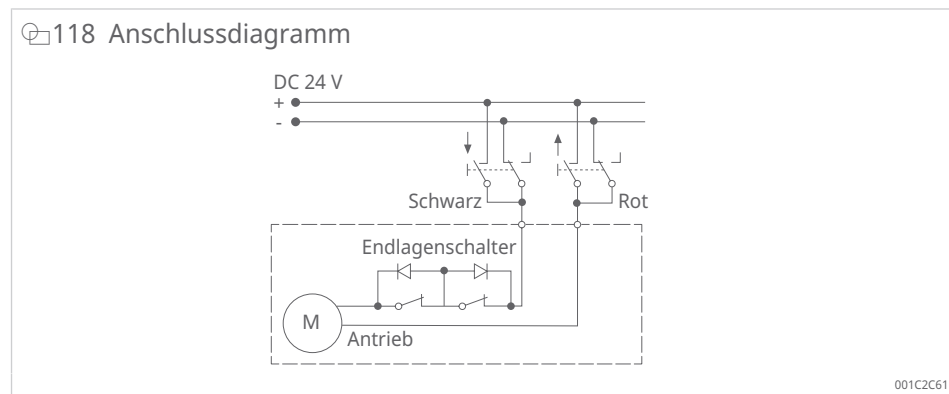 118 Anschlussdiagramm
DC 24 V
+
-
Schwarz
Rot
Endlagenschalter
M
Antrieb
001C2C61